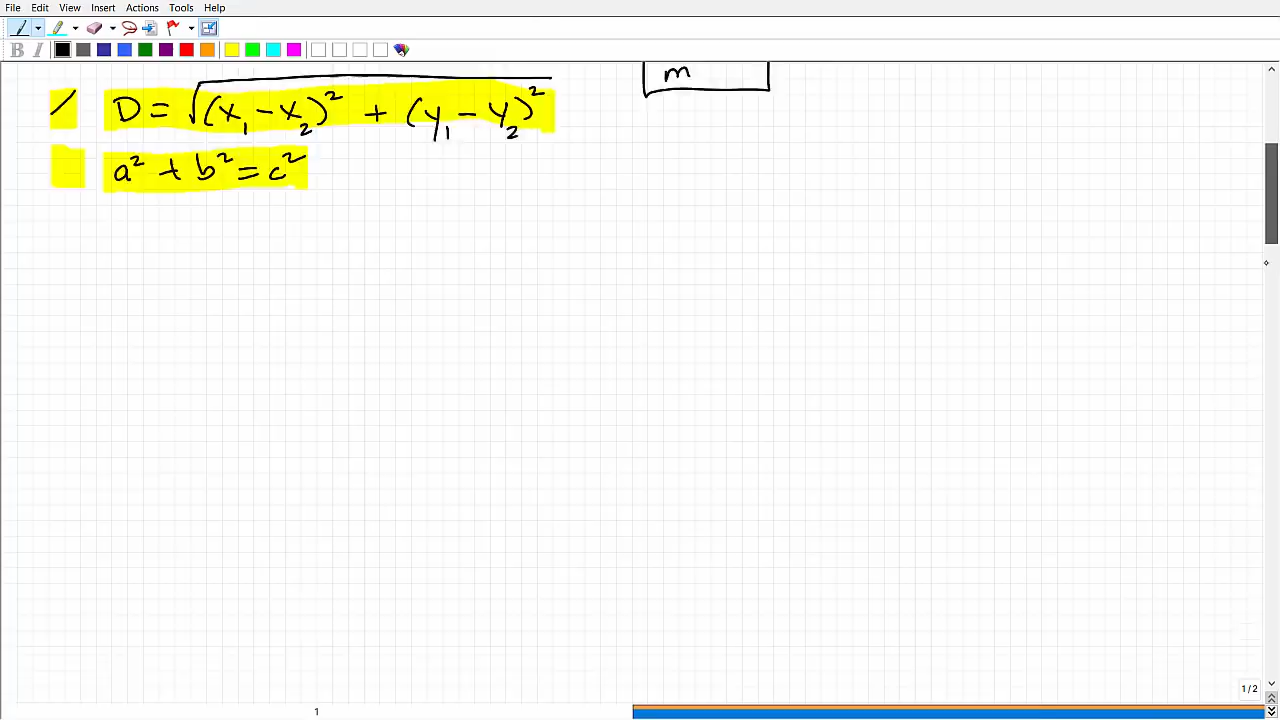 File Edit View Insert Actions Tools Help
B I
m
D = √(x₁ − x₂)² + (y₁ − y₂)²
a² + b² = c²
1/2
1